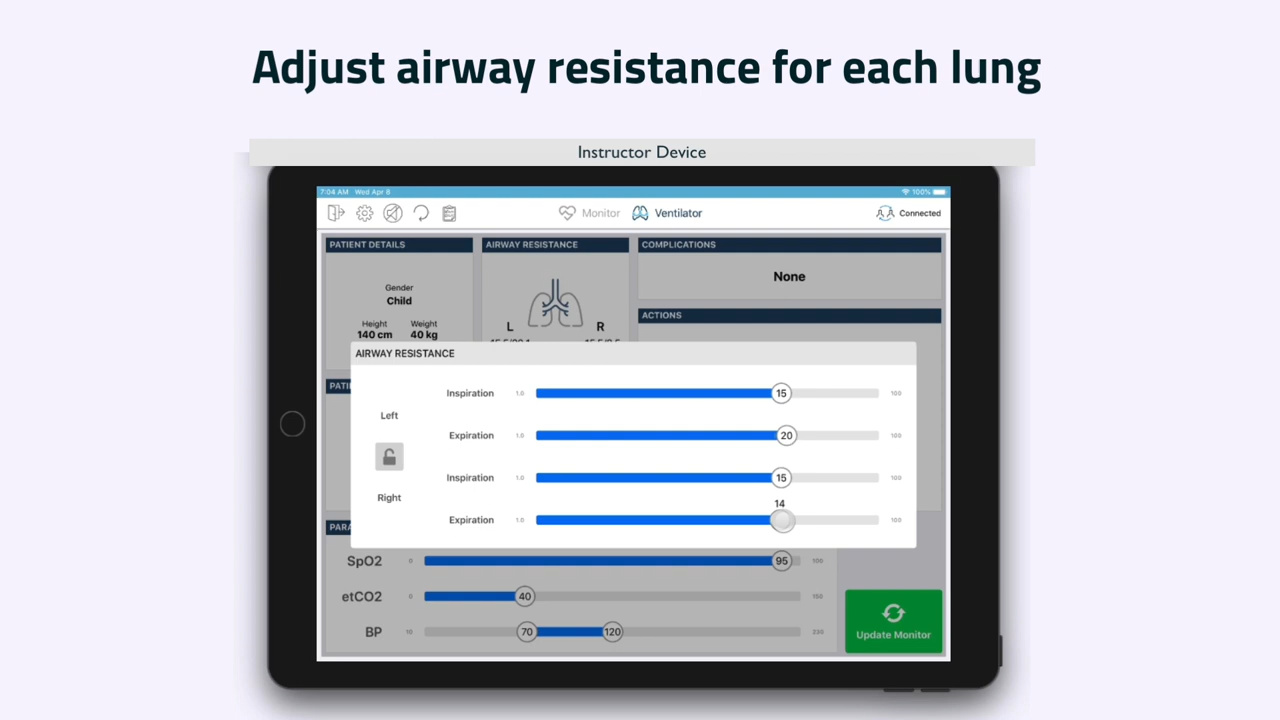 Adjust airway resistance for each lung
Instructor Device
7:04 AM Wed Apr 6
100%
Monitor
Ventilator
Connected
PATIENT DETAILS
AIRWAY RESISTANCE
COMPLICATIONS
None
Gender
Child
ACTIONS
Height
Weight
L
R
140 cm
40 kg
AIRWAY RESISTANCE
PATI
Left
Right
Inspiration 1.0 15 100
Expiration 1.0 20 100
Inspiration 1.0 15 100
14
Expiration 1.0 100
PARA
SpO2 0 95 100
etCO2 0 40 150
BP 10 70 120 230
Update Monitor